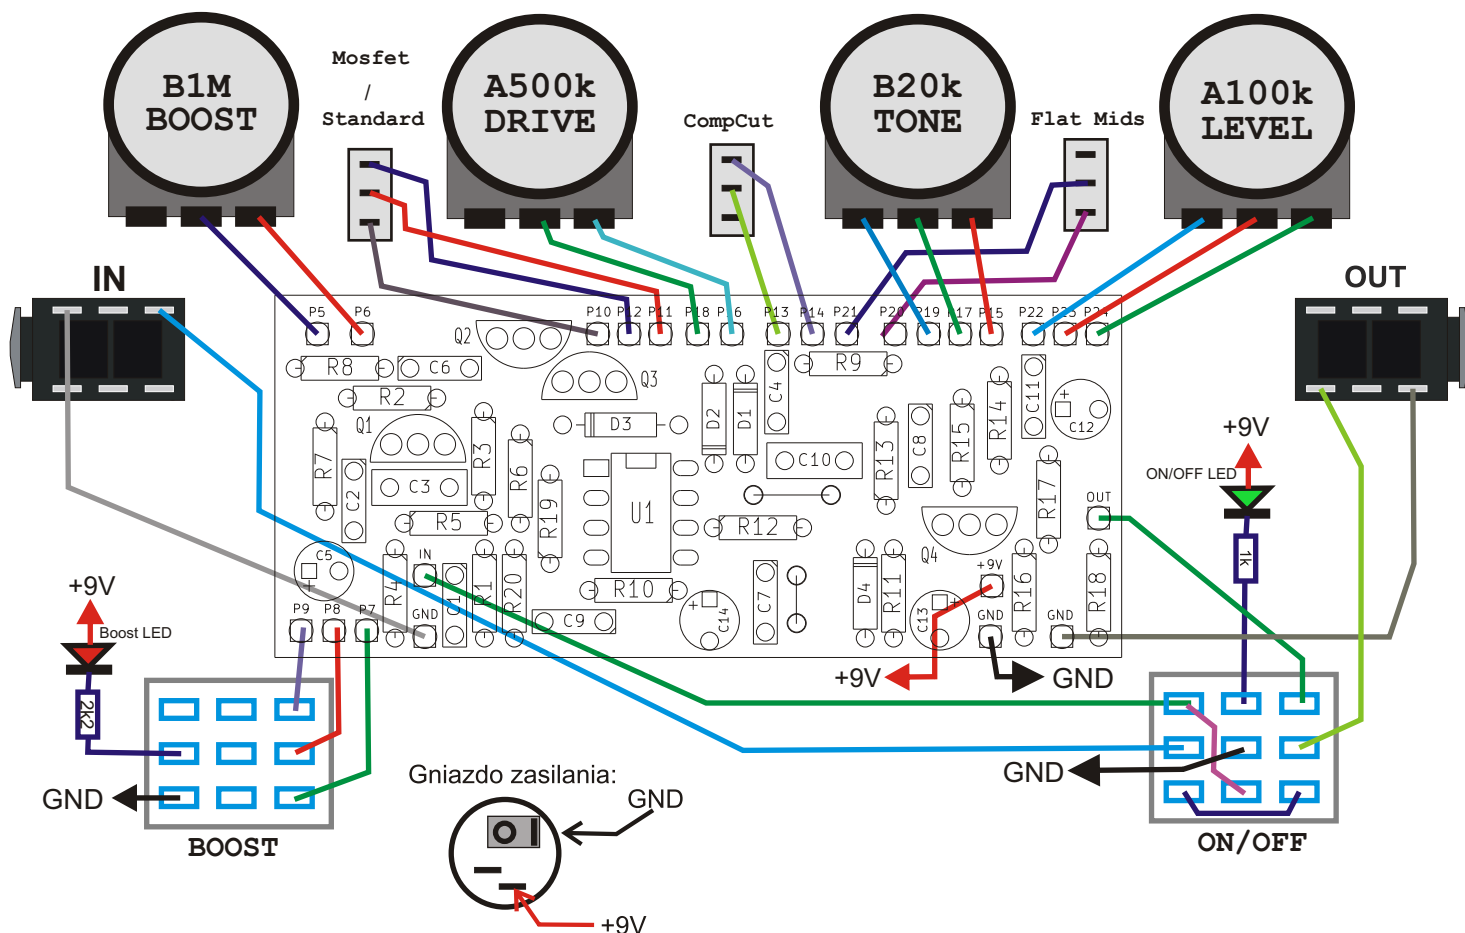 B1M
BOOST
Mosfet
/
Standard
A500k
DRIVE
CompCut
B20k
TONE
Flat Mids
A100k
LEVEL
IN
OUT
P5
P6
P10
P12
P11
P18
P13
P14
P21
P20
P19
P17
P15
P22
P23
P24
Q2
R8
C6
R2
Q3
D3
D2
D1
C4
R9
R14
C11
C12
Q1
R7
C2
C3
R3
R6
R5
R19
U1
C10
R12
R13
C8
R15
R17
OUT
+9V
ON/OFF LED
1k
C5
R4
IN
GND
C1
R1
R20
R10
C9
C14
C7
D4
R11
Q4
C13
+9V
GND
R16
GND
R18
P9
P8
P7
+9V
Boost LED
2k2
GND
BOOST
+9V
GND
GND
ON/OFF
Gniazdo zasilania:
GND
+9V